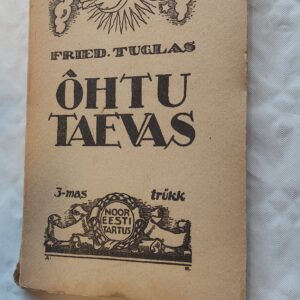 FRIED. TUGLAS
ÔHTU
TAEVAS
3-mas trükk
NOOR
EESTI
TARTUS